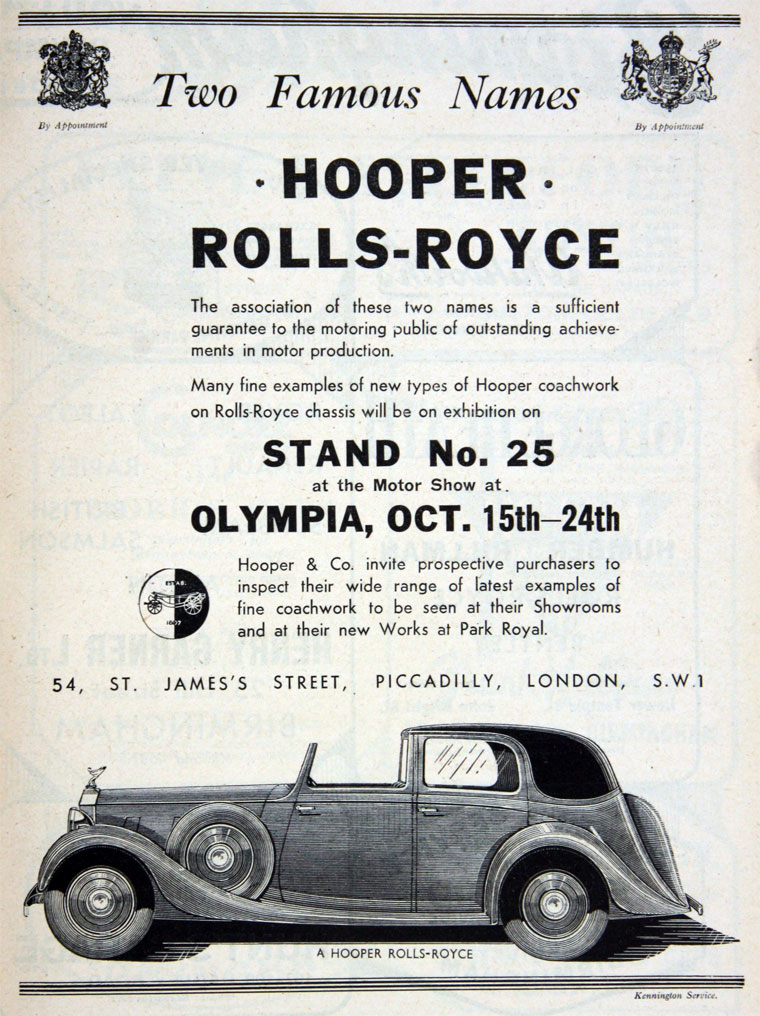 Two Famous Names
By Appointment
By Appointment
· HOOPER ·
ROLLS-ROYCE
The association of these two names is a sufficient
guarantee to the motoring public of outstanding achieve-
ments in motor production.
Many fine examples of new types of Hooper coachwork
on Rolls-Royce chassis will be on exhibition on
STAND No. 25
at the Motor Show at
OLYMPIA, OCT. 15th—24th
ESTAB.
1807
Hooper & Co. invite prospective purchasers to
inspect their wide range of latest examples of
fine coachwork to be seen at their Showrooms
and at their new Works at Park Royal.
54, ST. JAMES'S STREET, PICCADILLY, LONDON, S.W.1
A HOOPER ROLLS-ROYCE
Kennington Service.